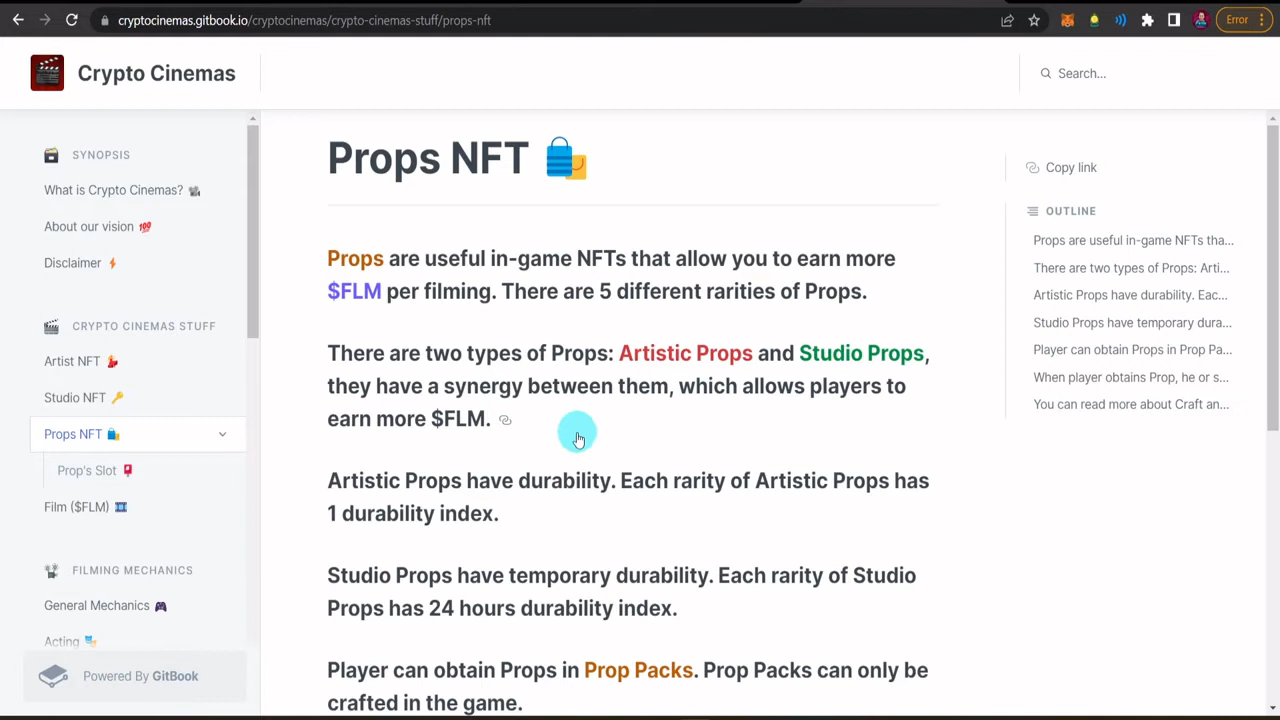 cryptocinemas.gitbook.io/cryptocinemas/crypto-cinemas-stuff/props-nft
Error
Crypto Cinemas
Search...
SYNOPSIS
What is Crypto Cinemas?
About our vision 💯
Disclaimer
CRYPTO CINEMAS STUFF
Artist NFT
Studio NFT
Props NFT
Prop's Slot
Film ($FLM)
FILMING MECHANICS
General Mechanics
Acting
Powered By GitBook
Props NFT
Props are useful in-game NFTs that allow you to earn more
$FLM per filming. There are 5 different rarities of Props.
There are two types of Props: Artistic Props and Studio Props,
they have a synergy between them, which allows players to
earn more $FLM.
Artistic Props have durability. Each rarity of Artistic Props has
1 durability index.
Studio Props have temporary durability. Each rarity of Studio
Props has 24 hours durability index.
Player can obtain Props in Prop Packs. Prop Packs can only be
crafted in the game.
Copy link
OUTLINE
Props are useful in-game NFTs tha...
There are two types of Props: Arti...
Artistic Props have durability. Eac...
Studio Props have temporary dura...
Player can obtain Props in Prop Pa...
When player obtains Prop, he or s...
You can read more about Craft an...